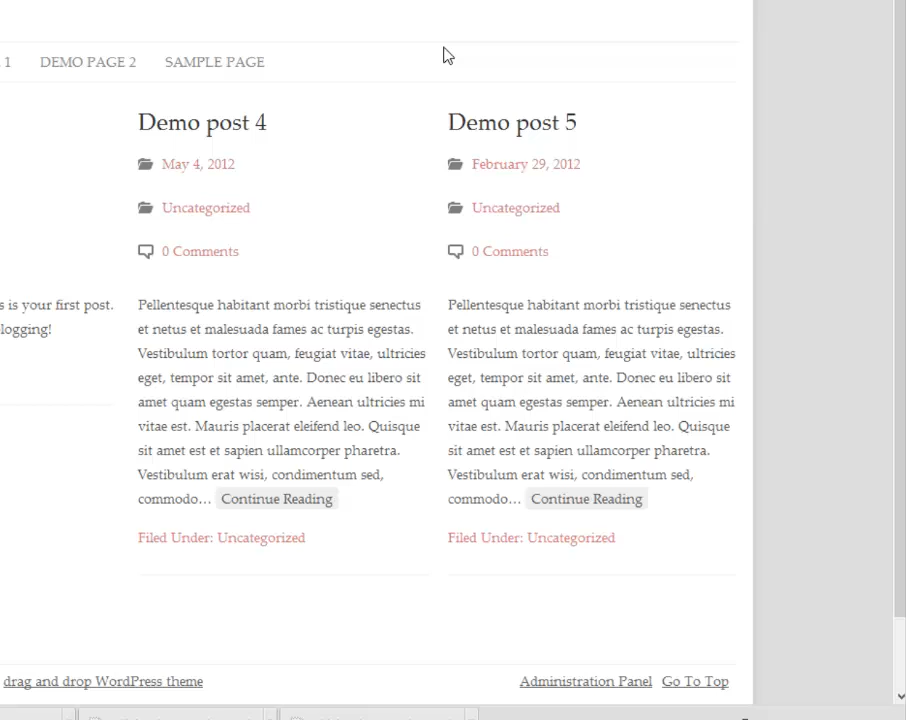 1 DEMO PAGE 2 SAMPLE PAGE
Demo post 4
May 4, 2012
Uncategorized
0 Comments
Pellentesque habitant morbi tristique senectus
et netus et malesuada fames ac turpis egestas.
Vestibulum tortor quam, feugiat vitae, ultricies
eget, tempor sit amet, ante. Donec eu libero sit
amet quam egestas semper. Aenean ultricies mi
vitae est. Mauris placerat eleifend leo. Quisque
sit amet est et sapien ullamcorper pharetra.
Vestibulum erat wisi, condimentum sed,
commodo… Continue Reading
Filed Under: Uncategorized
Demo post 5
February 29, 2012
Uncategorized
0 Comments
Pellentesque habitant morbi tristique senectus
et netus et malesuada fames ac turpis egestas.
Vestibulum tortor quam, feugiat vitae, ultricies
eget, tempor sit amet, ante. Donec eu libero sit
amet quam egestas semper. Aenean ultricies mi
vitae est. Mauris placerat eleifend leo. Quisque
sit amet est et sapien ullamcorper pharetra.
Vestibulum erat wisi, condimentum sed,
commodo… Continue Reading
Filed Under: Uncategorized
s is your first post.
logging!
drag and drop WordPress theme
Administration Panel Go To Top